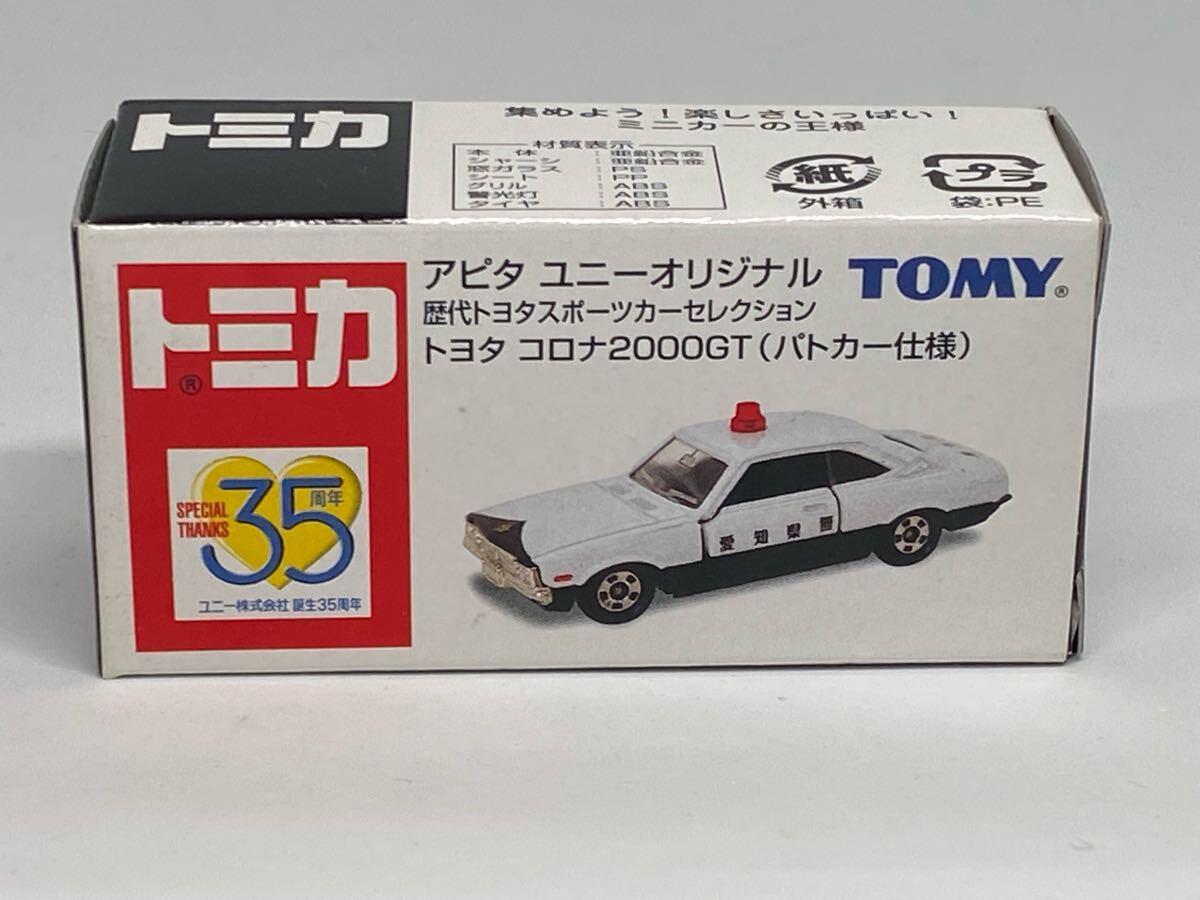 トミカ
集めよう！楽しさいっぱい！
ミニカーの王様
材質表示
本体：亜鉛合金
シャーシ：亜鉛合金
窓ガラス：PS
シート：PP
グリル：ABS
警光灯：ABS
タイヤ：ABS
紙
外箱
プラ
袋：PE
トミカ®
アピタ ユニーオリジナル
歴代トヨタスポーツカーセレクション
トヨタ コロナ2000GT（パトカー仕様）
TOMY®
SPECIAL THANKS
35周年
ユニー株式会社 誕生35周年
愛知県警